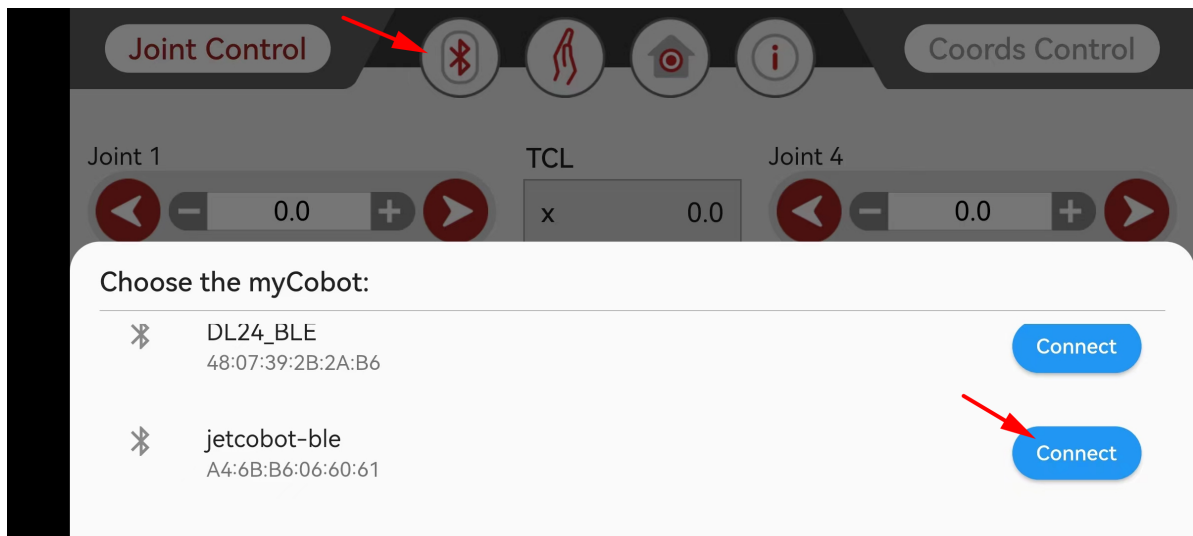 Joint Control
Coords Control
Joint 1
TCL
Joint 4
0.0
x 0.0
0.0
Choose the myCobot:
DL24_BLE
48:07:39:2B:2A:B6
Connect
jetcobot-ble
A4:6B:B6:06:60:61
Connect